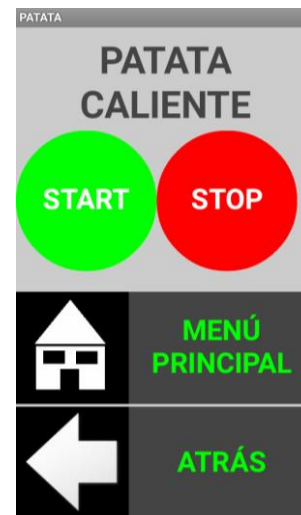 PATATA
PATATA
CALIENTE
START
STOP
MENÚ
PRINCIPAL
ATRÁS